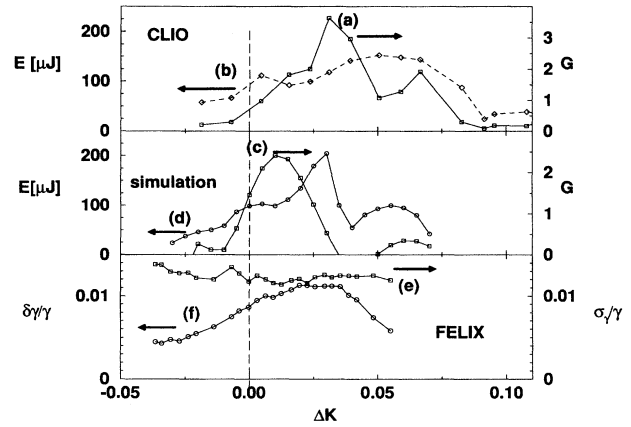 CLIO
(a)
E [µJ]
200
100
0
(b)
3
2
1
0
G
simulation
(c)
E[µJ]
200
100
0
(d)
2
1
0
G
δγ/γ
0.01
0
(f)
(e)
FELIX
0.01
0
σγ/γ
-0.05
0.00
0.05
0.10
ΔK